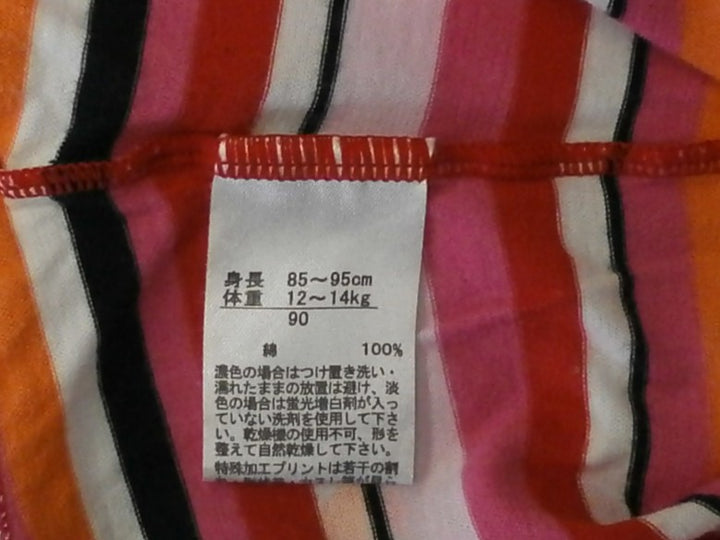 身長 85〜95cm
体重 12〜14kg
90
綿 100%
濃色の場合はつけ置き洗い・
濡れたままの放置は避け、淡
色の場合は蛍光増白剤が入っ
ていない洗剤を使用して下さ
い。乾燥機の使用不可、形を
整えて自然乾燥して下さい。
特殊加工プリントは若干の割